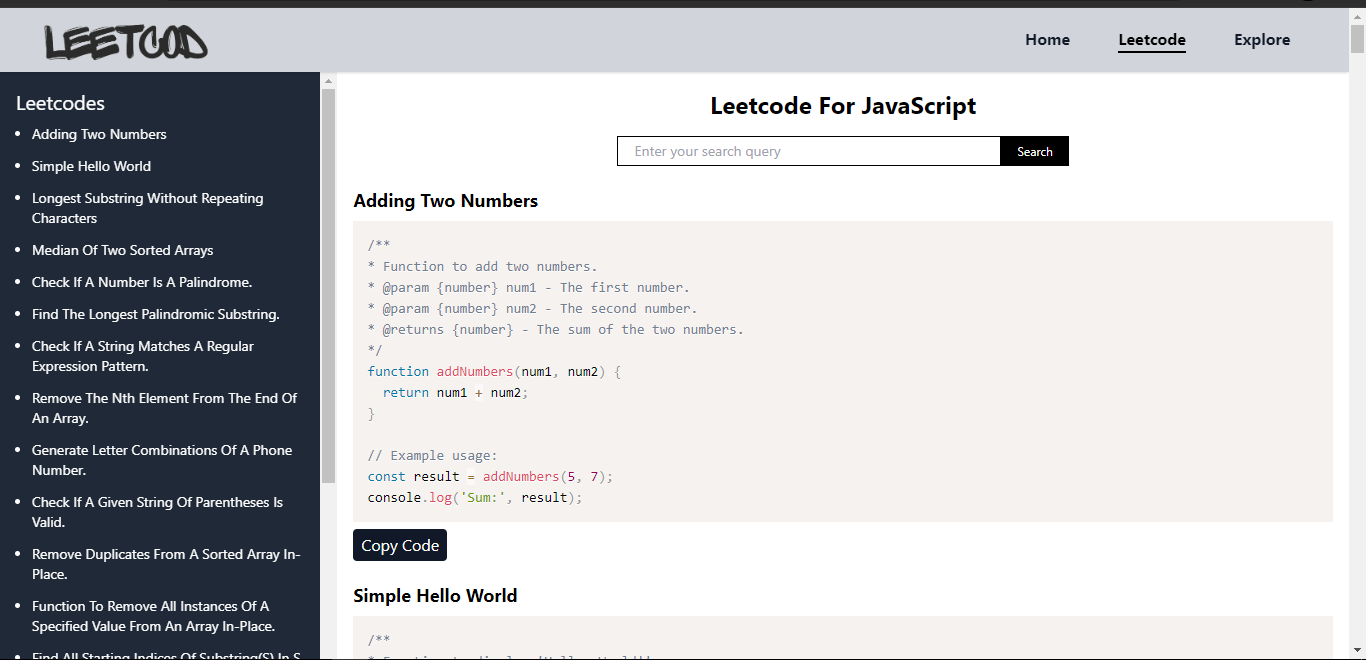 LEETCOD
Home
Leetcode
Explore
Leetcodes
Adding Two Numbers
Simple Hello World
Longest Substring Without Repeating
Characters
Median Of Two Sorted Arrays
Check If A Number Is A Palindrome.
Find The Longest Palindromic Substring.
Check If A String Matches A Regular
Expression Pattern.
Remove The Nth Element From The End Of
An Array.
Generate Letter Combinations Of A Phone
Number.
Check If A Given String Of Parentheses Is
Valid.
Remove Duplicates From A Sorted Array In-
Place.
Function To Remove All Instances Of A
Specified Value From An Array In-Place.
Find All Starting Indices Of Substring(S) In S
Leetcode For JavaScript
Enter your search query
Search
Adding Two Numbers
/**
* Function to add two numbers.
* @param {number} num1 - The first number.
* @param {number} num2 - The second number.
* @returns {number} - The sum of the two numbers.
*/
function addNumbers(num1, num2) {
  return num1 + num2;
}
// Example usage:
const result = addNumbers(5, 7);
console.log('Sum:', result);
Copy Code
Simple Hello World
/**